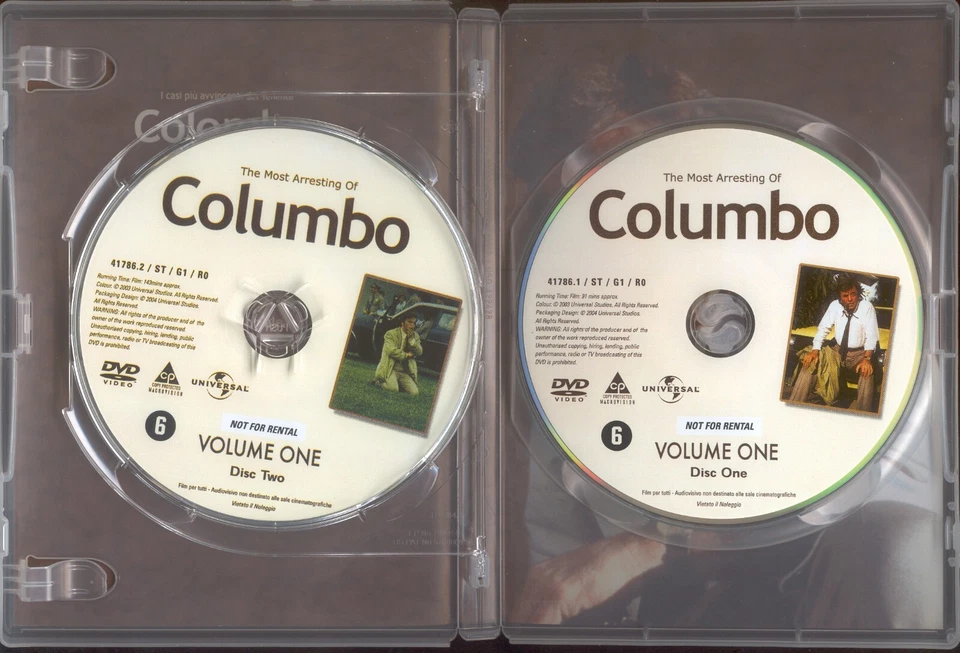 I casi più avvincenti del Tenente
Colombo
The Most Arresting Of
Columbo
41786.2 / ST / G1 / R0
Running Time: Film: 143mins approx.
Colour. © 2003 Universal Studios. All Rights Reserved.
Packaging Design: © 2004 Universal Studios.
All Rights Reserved.
WARNING: All rights of the producer and of the
owner of the work reproduced reserved.
Unauthorised copying, hiring, lending, public
performance, radio or TV broadcasting of this
DVD is prohibited.
DVD
VIDEO
CP
COPY PROTECTED
MACROVISION
UNIVERSAL
6
NOT FOR RENTAL
VOLUME ONE
Disc Two
Film per tutti - Audiovisivo non destinato alle sale cinematografiche
Vietato il Noleggio
The Most Arresting Of
Columbo
41786.1 / ST / G1 / R0
Running Time: Film: 91 mins approx.
Colour. © 2003 Universal Studios. All Rights Reserved.
Packaging Design: © 2004 Universal Studios.
All Rights Reserved.
WARNING: All rights of the producer and of the
owner of the work reproduced reserved.
Unauthorised copying, hiring, lending, public
performance, radio or TV broadcasting of this
DVD is prohibited.
DVD
VIDEO
CP
COPY PROTECTED
MACROVISION
UNIVERSAL
6
NOT FOR RENTAL
VOLUME ONE
Disc One
Film per tutti - Audiovisivo non destinato alle sale cinematografiche
Vietato il Noleggio